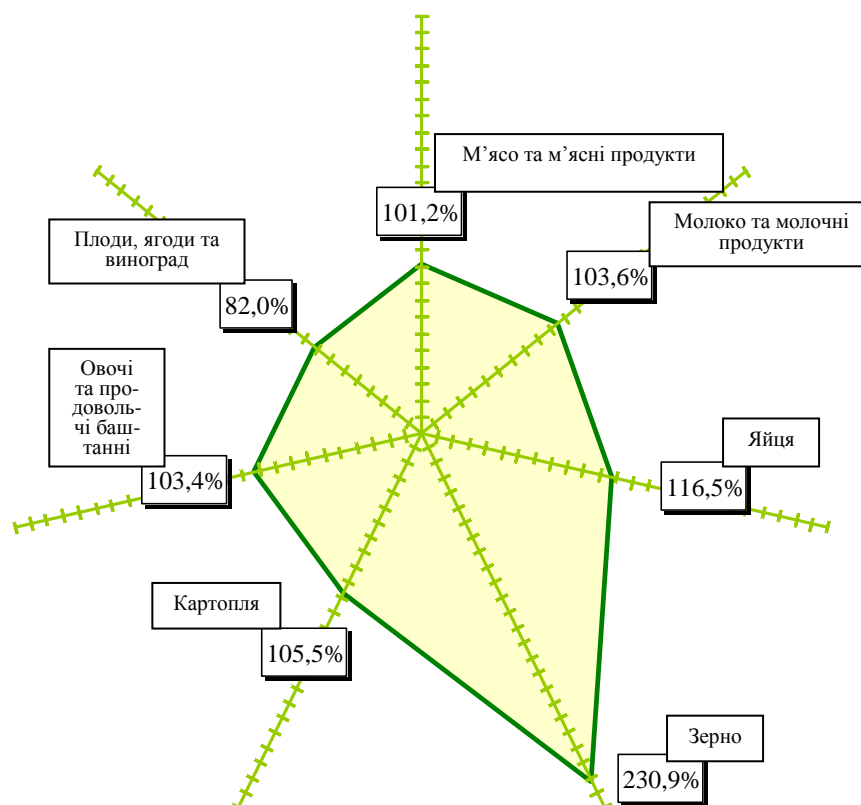 М’ясо та м’ясні продукти
101,2%
Молоко та молочні
продукти
103,6%
Яйця
116,5%
Зерно
230,9%
Картопля
105,5%
Овочі
та про-
довольь-
чі баш-
танні
103,4%
Плоди, ягоди та
виноград
82,0%